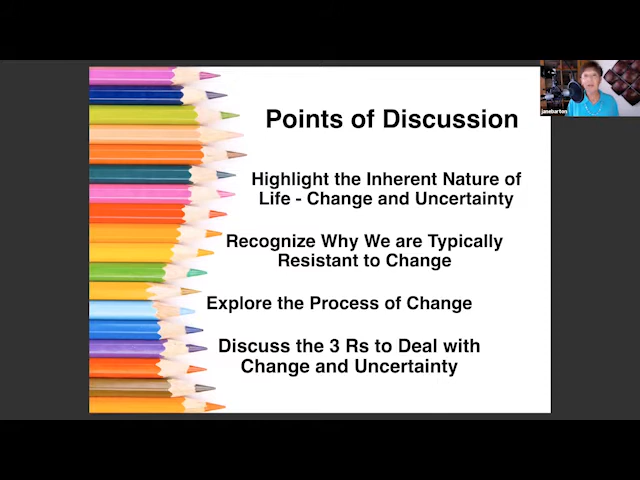 Points of Discussion
Highlight the Inherent Nature of
Life - Change and Uncertainty
Recognize Why We are Typically
Resistant to Change
Explore the Process of Change
Discuss the 3 Rs to Deal with
Change and Uncertainty
janebarton